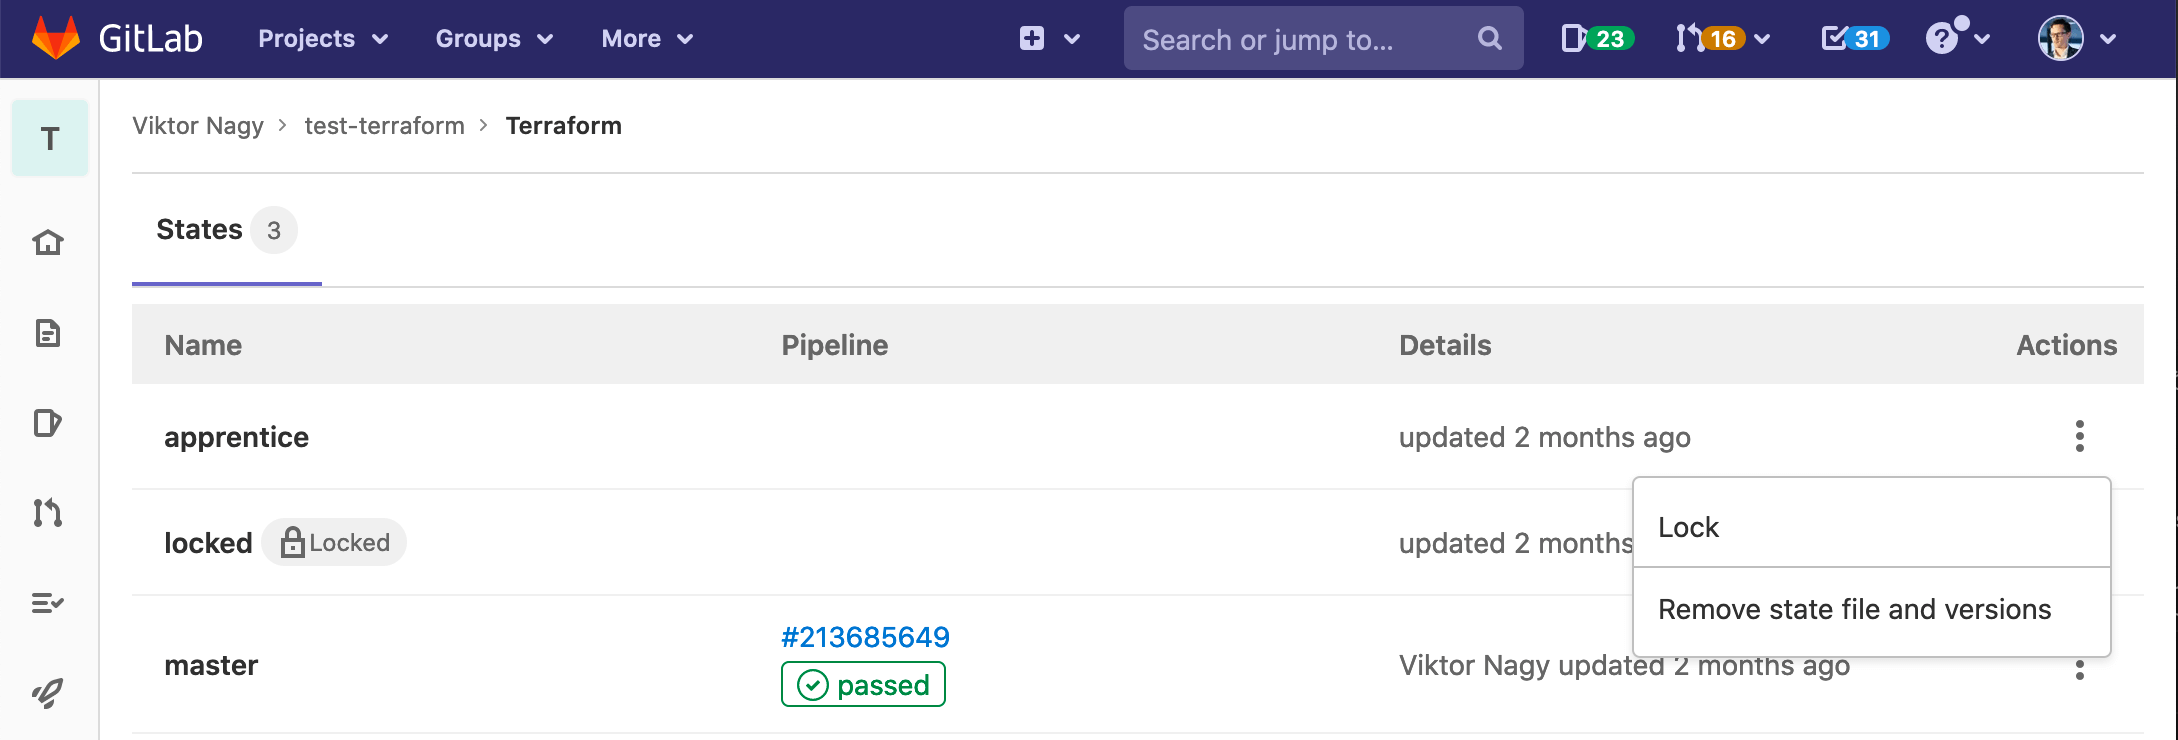 GitLab Projects Groups More Search or jump to... 23 16 31 ?
T
Viktor Nagy > test-terraform > Terraform
States 3
Name Pipeline Details Actions
apprentice updated 2 months ago
Lock
locked Locked updated 2 months
Remove state file and versions
#213685649
master Viktor Nagy updated 2 months ago
passed